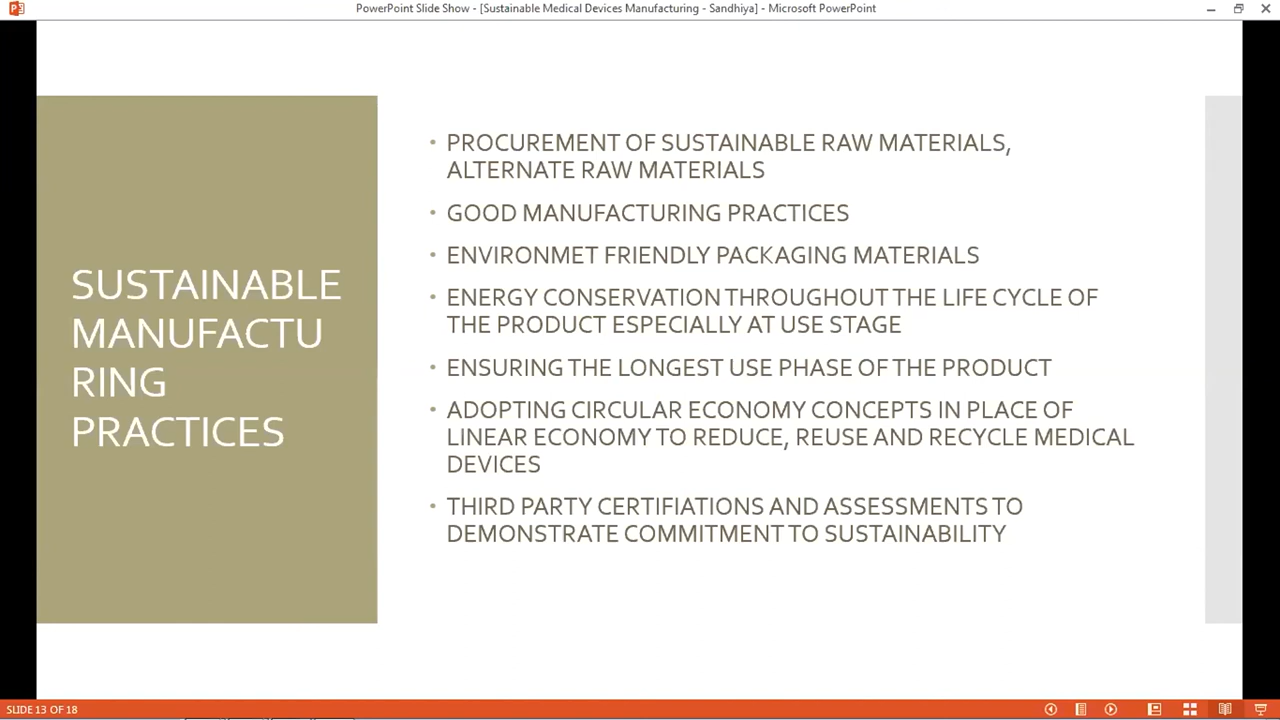 PowerPoint Slide Show - [Sustainable Medical Devices Manufacturing - Sandhiya] - Microsoft PowerPoint
SUSTAINABLE
MANUFACTU
RING
PRACTICES
• PROCUREMENT OF SUSTAINABLE RAW MATERIALS,
ALTERNATE RAW MATERIALS
• GOOD MANUFACTURING PRACTICES
• ENVIRONMET FRIENDLY PACKAGING MATERIALS
• ENERGY CONSERVATION THROUGHOUT THE LIFE CYCLE OF
THE PRODUCT ESPECIALLY AT USE STAGE
• ENSURING THE LONGEST USE PHASE OF THE PRODUCT
• ADOPTING CIRCULAR ECONOMY CONCEPTS IN PLACE OF
LINEAR ECONOMY TO REDUCE, REUSE AND RECYCLE MEDICAL
DEVICES
• THIRD PARTY CERTIFIATIONS AND ASSESSMENTS TO
DEMONSTRATE COMMITMENT TO SUSTAINABILITY
SLIDE 13 OF 18